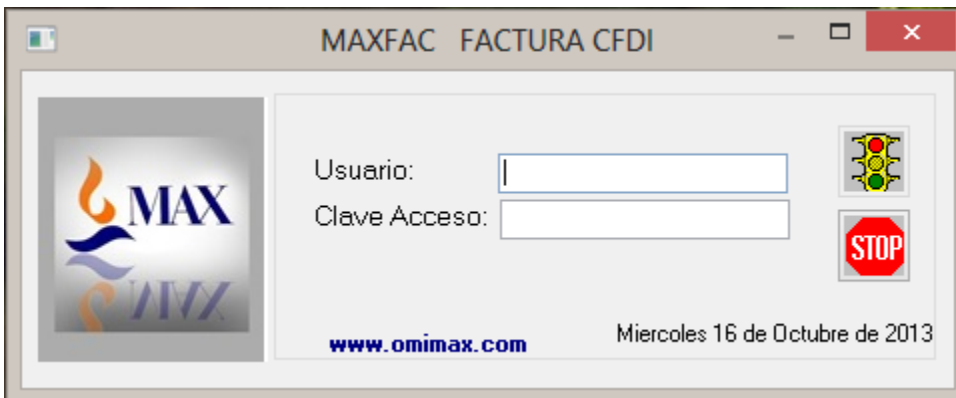 MAXFAC FACTURA CFDI
MAX
Usuario:
Clave Acceso:
STOP
www.omimax.com
Miercoles 16 de Octubre de 2013